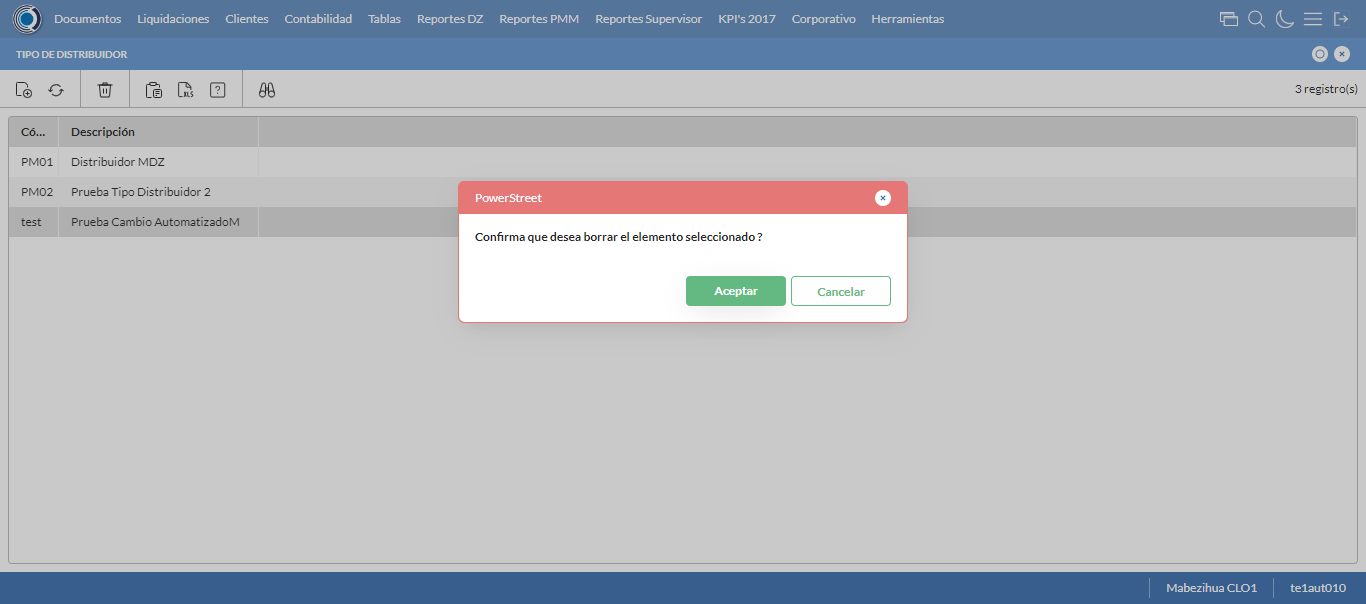 Documentos Liquidaciones Clientes Contabilidad Tablas Reportes DZ Reportes PMM Reportes Supervisor KPI's 2017 Corporativo Herramientas
TIPO DE DISTRIBUIDOR
XLS ? 3 registro(s)
Có... Descripción
PM01 Distribuidor MDZ
PM02 Prueba Tipo Distribuidor 2
test Prueba Cambio AutomatizadoM
PowerStreet
Confirma que desea borrar el elemento seleccionado ?
Aceptar Cancelar
Mabezihua CLO1 te1aut010